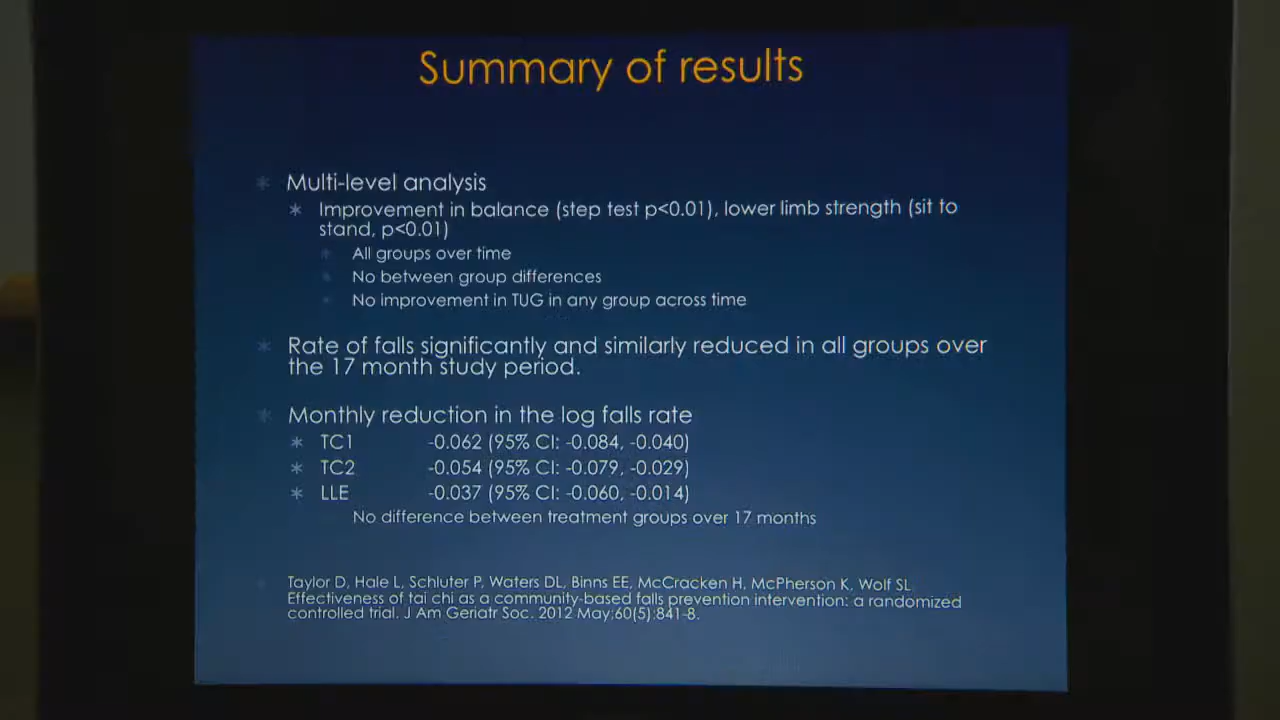 Summary of results
* Multi-level analysis
* Improvement in balance (step test p<0.01), lower limb strength (sit to
stand, p<0.01)
* All groups over time
* No between group differences
* No improvement in TUG in any group across time
* Rate of falls significantly and similarly reduced in all groups over
the 17 month study period.
* Monthly reduction in the log falls rate
* TC1 -0.062 (95% CI: -0.084, -0.040)
* TC2 -0.054 (95% CI: -0.079, -0.029)
* LLE -0.037 (95% CI: -0.060, -0.014)
No difference between treatment groups over 17 months
* Taylor D, Hale L, Schluter P, Waters DL, Binns EE, McCracken H, McPherson K, Wolf SL.
Effectiveness of tai chi as a community-based falls prevention intervention: a randomized
controlled trial. J Am Geriatr Soc. 2012 May;60(5):841-8.